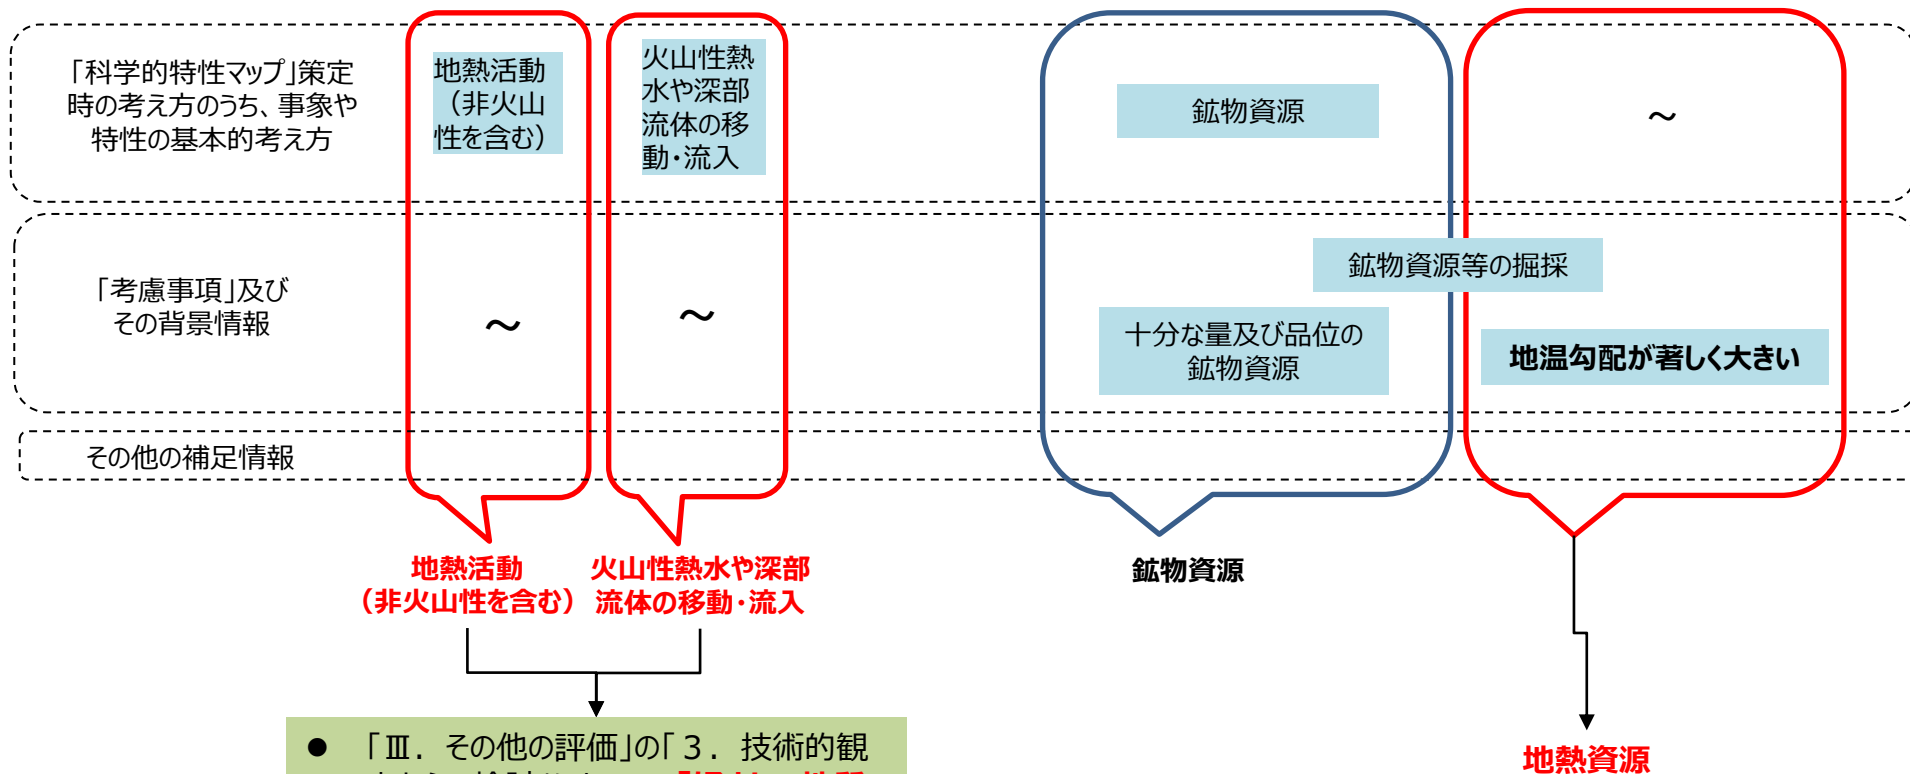 「科学的特性マップ」策定
時の考え方のうち、事象や
特性の基本的考え方
地熱活動
（非火山
性を含む）
火山性熱
水や深部
流体の移
動・流入
鉱物資源
～
「考慮事項」及び
その背景情報
～
～
鉱物資源等の掘採
十分な量及び品位の
鉱物資源
地温勾配が著しく大きい
その他の補足情報
地熱活動
（非火山性を含む）
火山性熱水や深部
流体の移動・流入
鉱物資源
● 「Ⅲ．その他の評価」の「３．技術的観
地熱資源